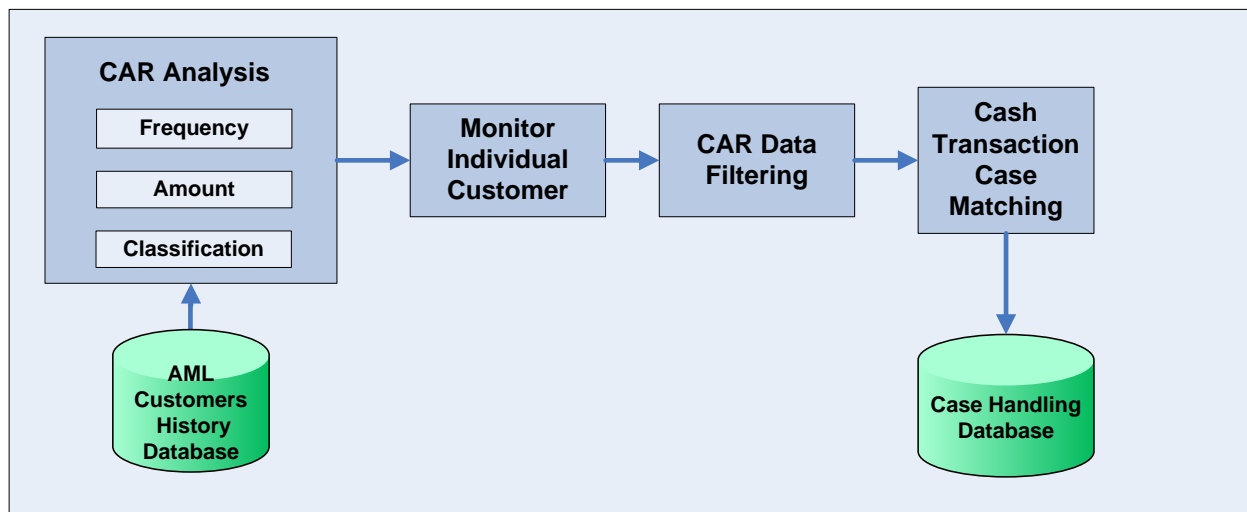 CAR Analysis
Frequency
Amount
Classification
Monitor
Individual
Customer
CAR Data
Filtering
Cash
Transaction
Case
Matching
AML
Customers
History
Database
Case Handling
Database